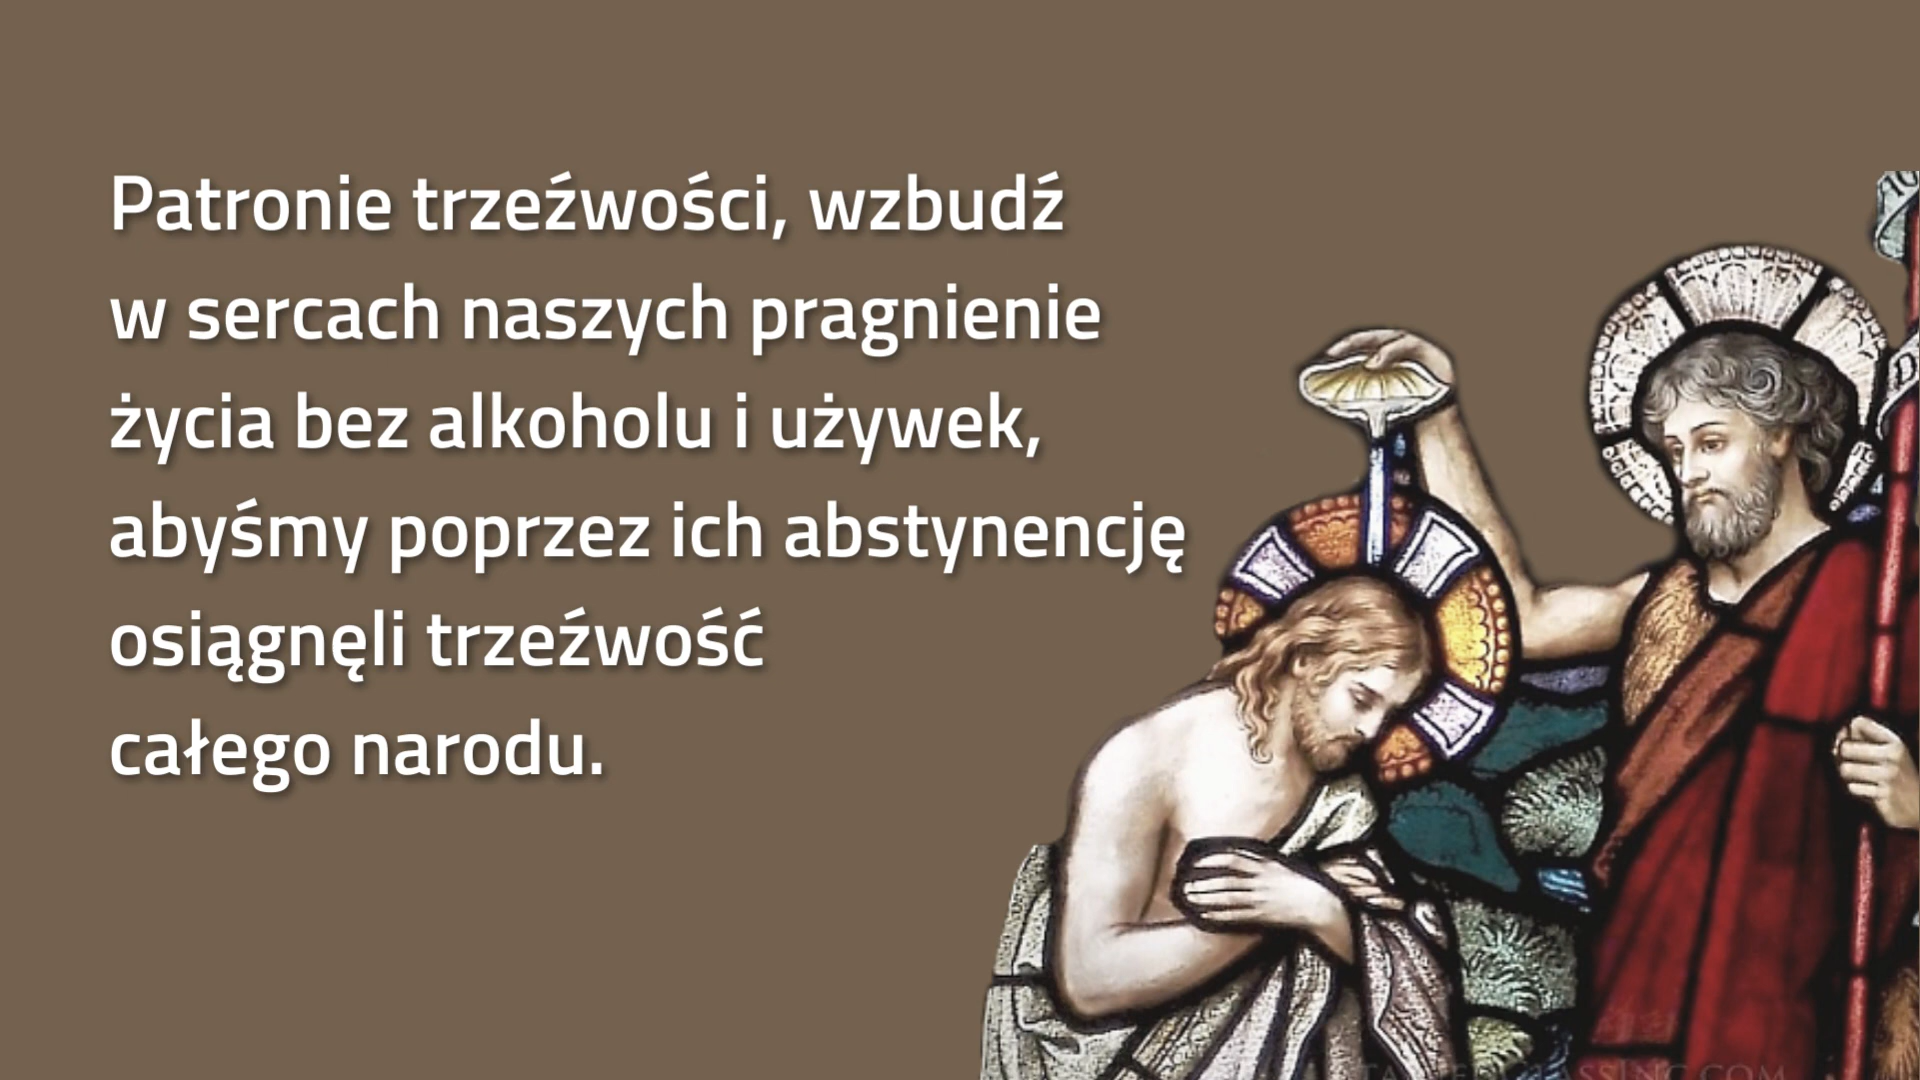 Patronie trzeźwości, wzbudź
w sercach naszych pragnienie
życia bez alkoholu i używek,
abyśmy poprzez ich abstynencję
osiągnęli trzeźwość
całego narodu.